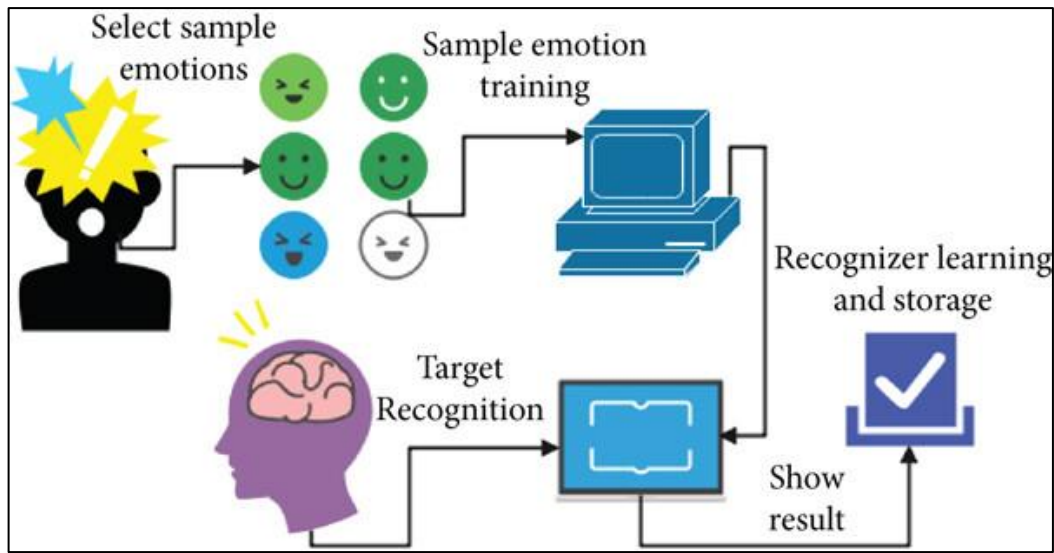 Select sample
emotions
Sample emotion
training
Recognizer learning
and storage
Target
Recognition
Show
result